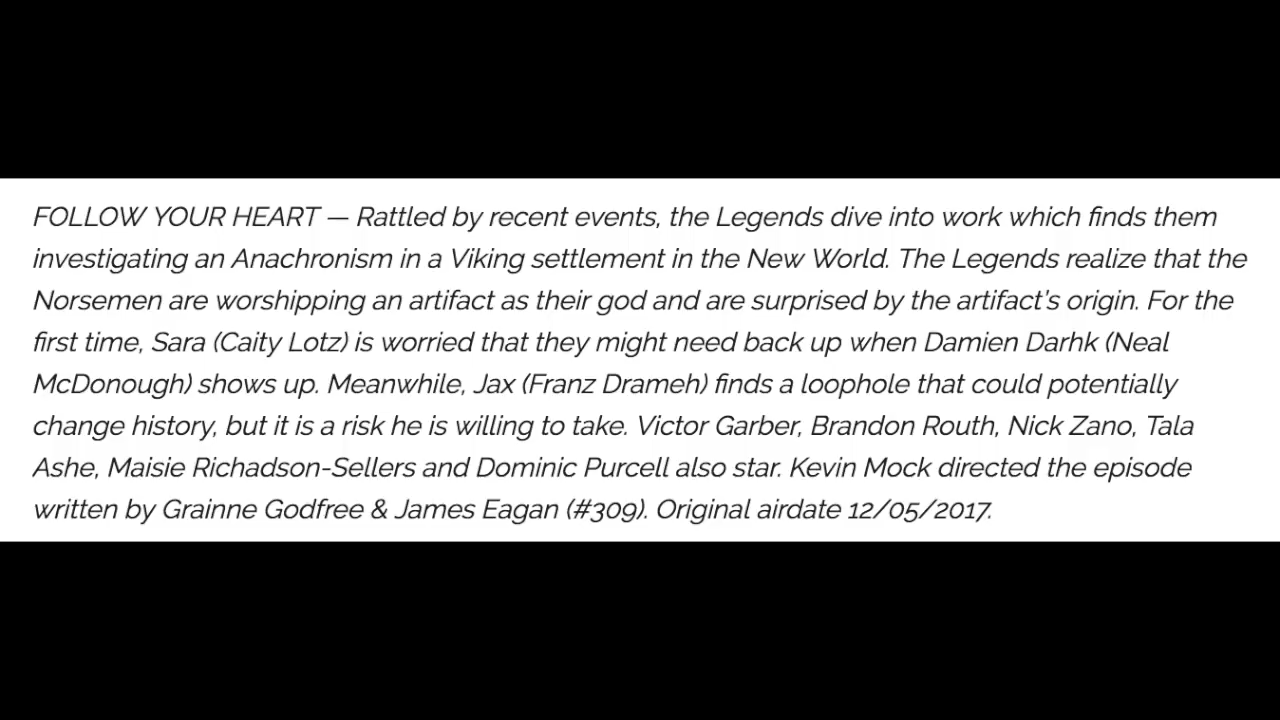 FOLLOW YOUR HEART — Rattled by recent events, the Legends dive into work which finds them
investigating an Anachronism in a Viking settlement in the New World. The Legends realize that the
Norsemen are worshipping an artifact as their god and are surprised by the artifact’s origin. For the
first time, Sara (Caity Lotz) is worried that they might need back up when Damien Darhk (Neal
McDonough) shows up. Meanwhile, Jax (Franz Drameh) finds a loophole that could potentially
change history, but it is a risk he is willing to take. Victor Garber, Brandon Routh, Nick Zano, Tala
Ashe, Maisie Richadson-Sellers and Dominic Purcell also star. Kevin Mock directed the episode
written by Grainne Godfree & James Eagan (#309). Original airdate 12/05/2017.